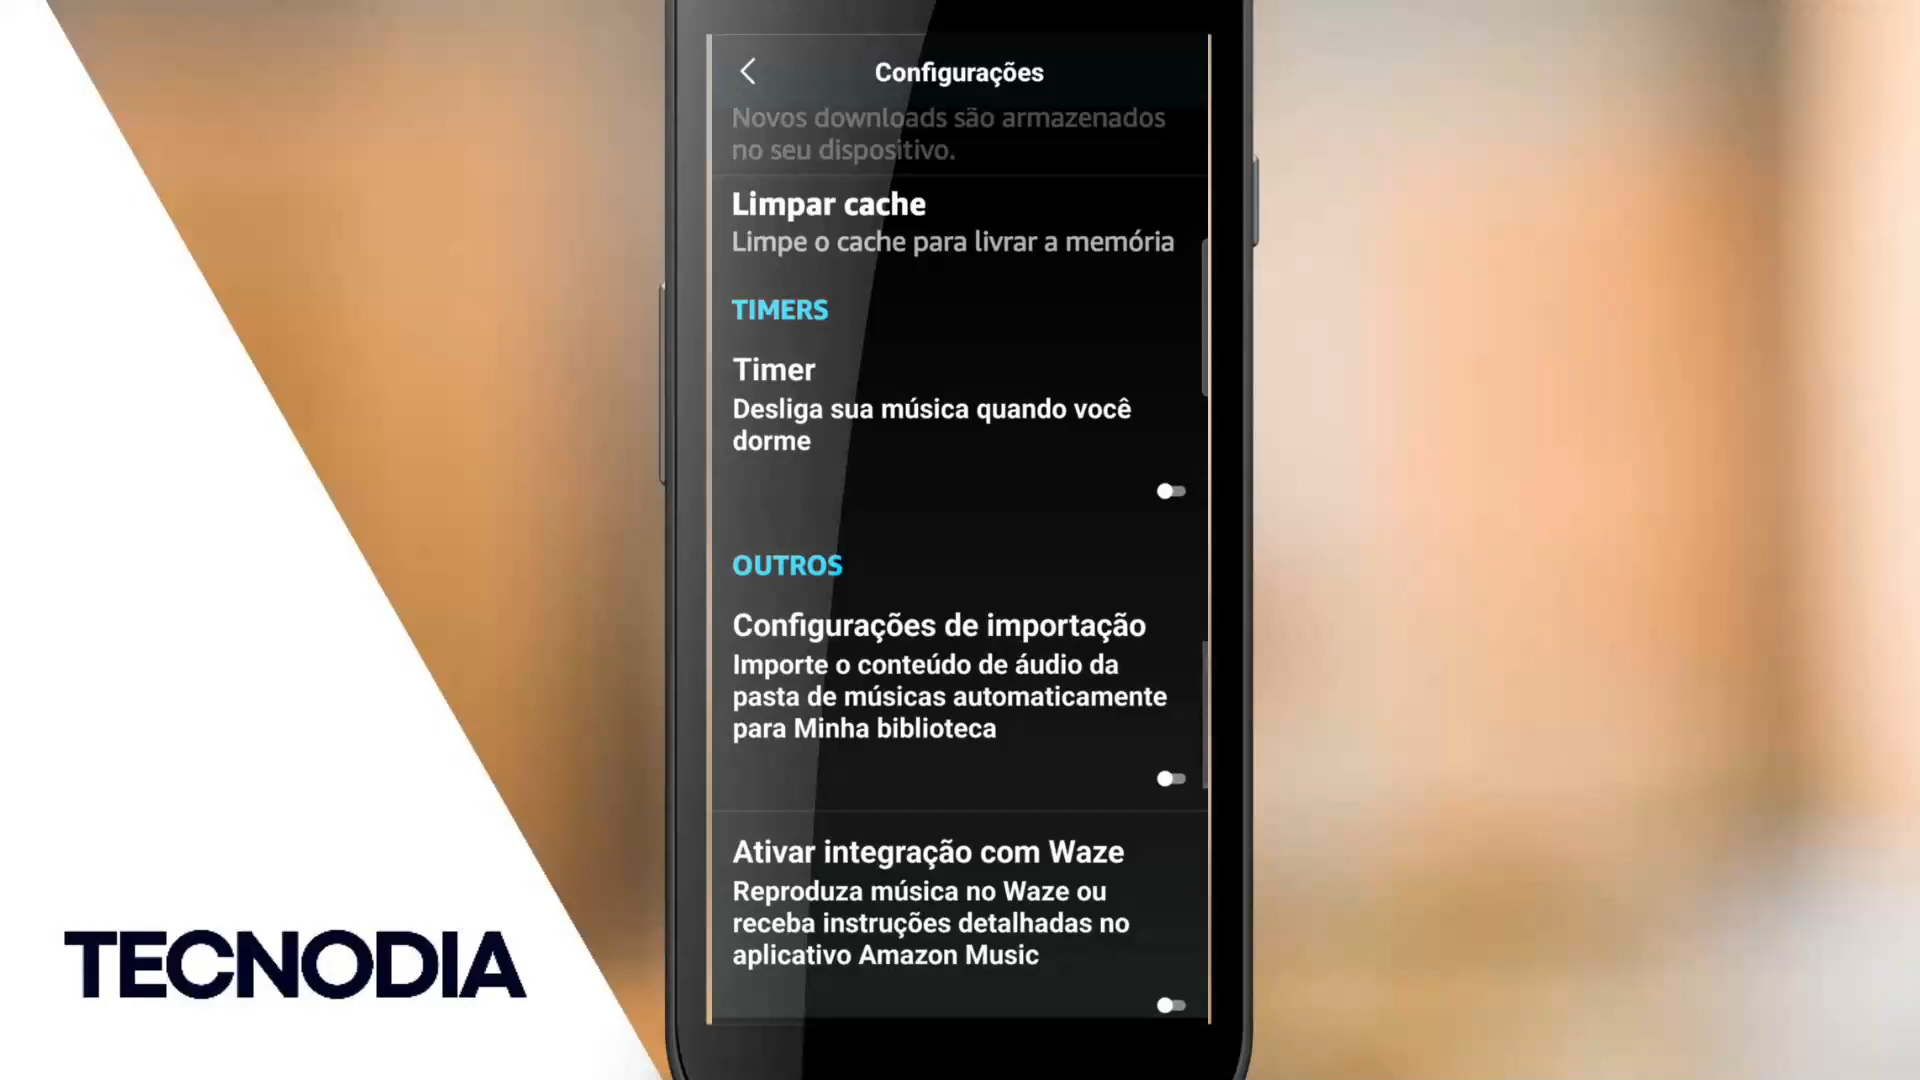 Configurações
Novos downloads são armazenados
no seu dispositivo.
Limpar cache
Limpe o cache para livrar a memória
TIMERS
Timer
Desliga sua música quando você
dorme
OUTROS
Configurações de importação
Importe o conteúdo de áudio da
pasta de músicas automaticamente
para Minha biblioteca
Ativar integração com Waze
Reproduza música no Waze ou
receba instruções detalhadas no
aplicativo Amazon Music
TECNODIA